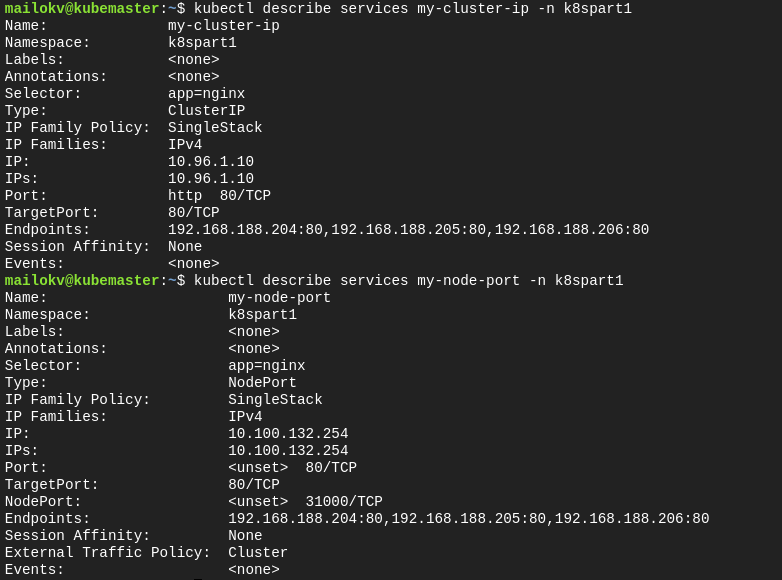 mailokv@kubemaster:~$ kubectl describe services my-cluster-ip -n k8spart1
Name:              my-cluster-ip
Namespace:         k8spart1
Labels:            <none>
Annotations:       <none>
Selector:          app=nginx
Type:              ClusterIP
IP Family Policy:  SingleStack
IP Families:       IPv4
IP:                10.96.1.10
IPs:               10.96.1.10
Port:              http  80/TCP
TargetPort:        80/TCP
Endpoints:         192.168.188.204:80,192.168.188.205:80,192.168.188.206:80
Session Affinity:  None
Events:            <none>
mailokv@kubemaster:~$ kubectl describe services my-node-port -n k8spart1
Name:                     my-node-port
Namespace:                k8spart1
Labels:                   <none>
Annotations:              <none>
Selector:                 app=nginx
Type:                     NodePort
IP Family Policy:         SingleStack
IP Families:              IPv4
IP:                       10.100.132.254
IPs:                      10.100.132.254
Port:                     <unset>  80/TCP
TargetPort:               80/TCP
NodePort:                 <unset>  31000/TCP
Endpoints:                192.168.188.204:80,192.168.188.205:80,192.168.188.206:80
Session Affinity:         None
External Traffic Policy:  Cluster
Events:                   <none>